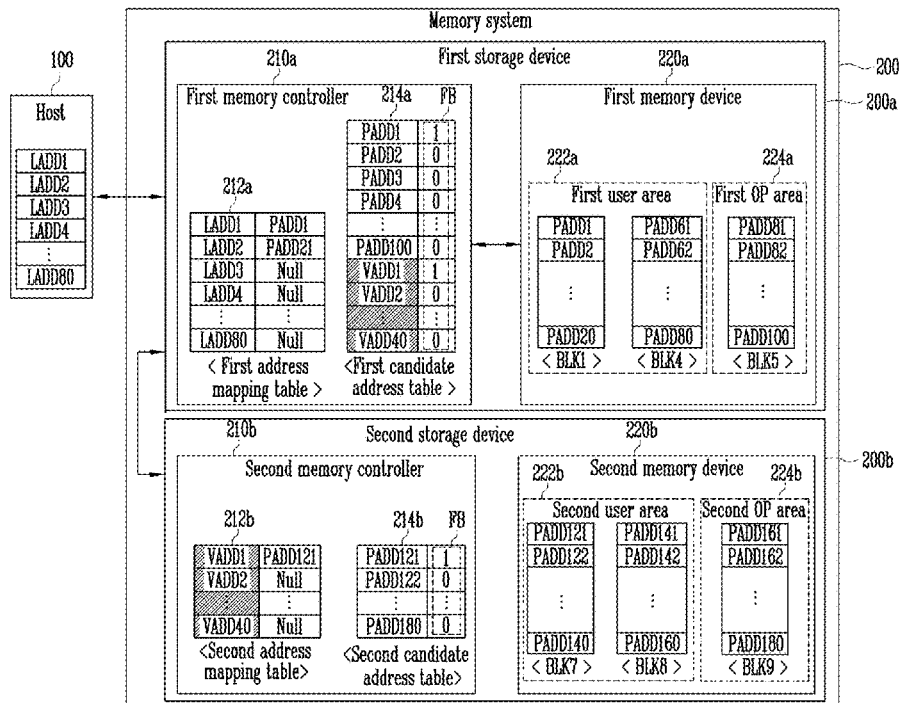 Memory system
First storage device
200
200a
100
Host
LADD1
LADD2
LADD3
LADD4
⋮
LADD80
210a
First memory controller
212a
LADD1 PADD1
LADD2 PADD21
LADD3 Null
LADD4 Null
⋮ ⋮
LADD80 Null
< First address
mapping table >
214a FB
PADD1 1
PADD2 0
PADD3 0
PADD4 0
⋮ ⋮
PADD100 0
VADD1 1
VADD2 0
⋮ ⋮
VADD40 0
<First candidate
address table >
220a
First memory device
222a
First user area
PADD1
PADD2
⋮
PADD20
< BLK1 >
PADD61
PADD62
⋮
PADD80
< BLK4 >
224a
First OP area
PADD81
PADD82
⋮
PADD100
< BLK5 >
Second storage device
200b
210b
Second memory controller
212b
VADD1 PADD121
VADD2 Null
⋮ ⋮
VADD40 Null
<Second address
mapping table>
214b FB
PADD121 1
PADD122 0
⋮ ⋮
PADD180 0
<Second candidate
address table >
220b
Second memory device
222b
Second user area
PADD121
PADD122
⋮
PADD140
< BLK7 >
PADD141
PADD142
⋮
PADD160
< BLK8 >
224b
Second OP area
PADD161
PADD162
⋮
PADD180
< BLK9 >